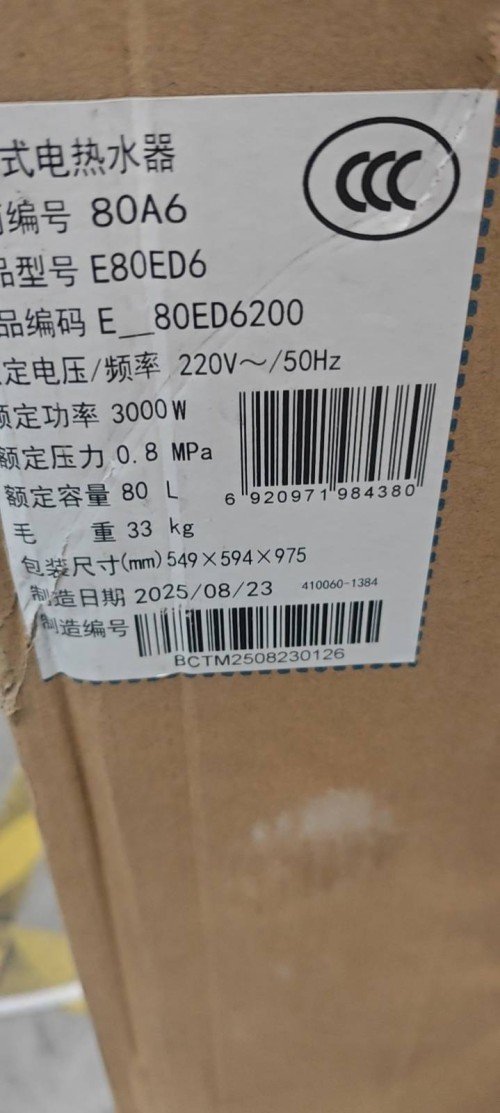 式电热水器
CCC
编号 80A6
品型号 E80ED6
品编码 E__80ED6200
定电压/频率 220V～/50Hz
额定功率 3000W
额定压力 0.8 MPa
额定容量 80 L
6 920971 984380
毛 重 33 kg
包装尺寸(mm) 549×594×975
制造日期 2025/08/23
410060-1384
制造编号
BCTM2508230126